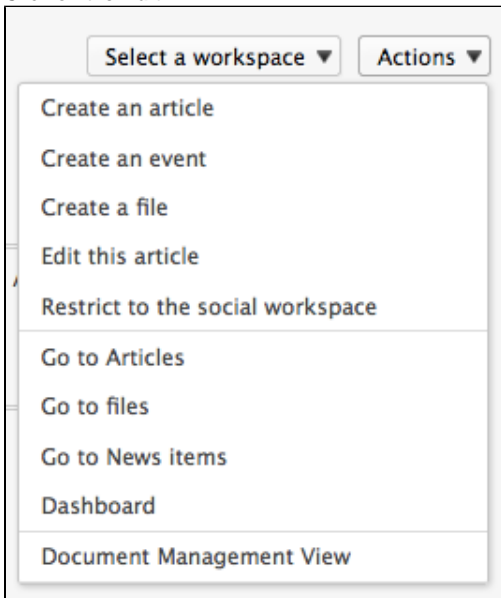 Select a workspace ▼ Actions ▼
Create an article
Create an event
Create a file
Edit this article
Restrict to the social workspace
Go to Articles
Go to files
Go to News items
Dashboard
Document Management View